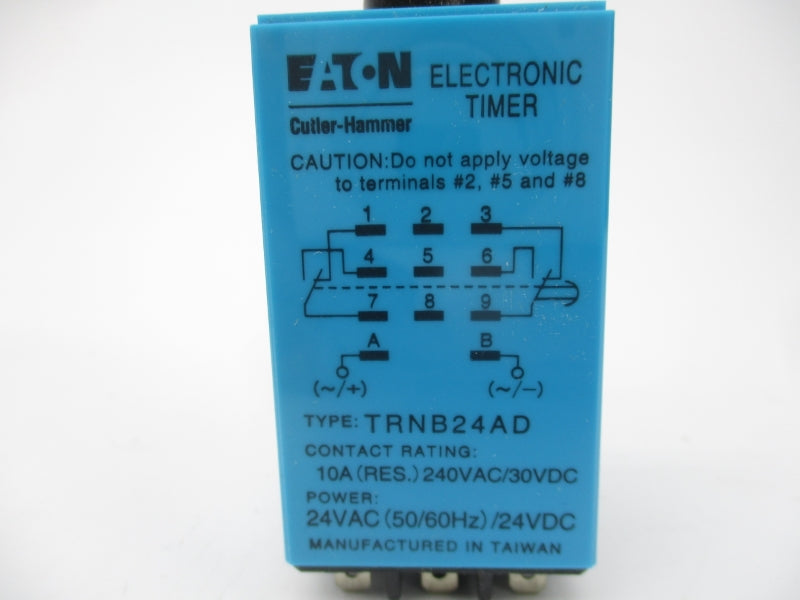 EATON
ELECTRONIC
TIMER
Cutler-Hammer
CAUTION:Do not apply voltage
to terminals #2, #5 and #8
1 2 3
4 5 6
7 8 9
A B
(~/+) (~/-)
TYPE: TRNB24AD
CONTACT RATING:
10A(RES.) 240VAC/30VDC
POWER:
24VAC (50/60Hz)/24VDC
MANUFACTURED IN TAIWAN